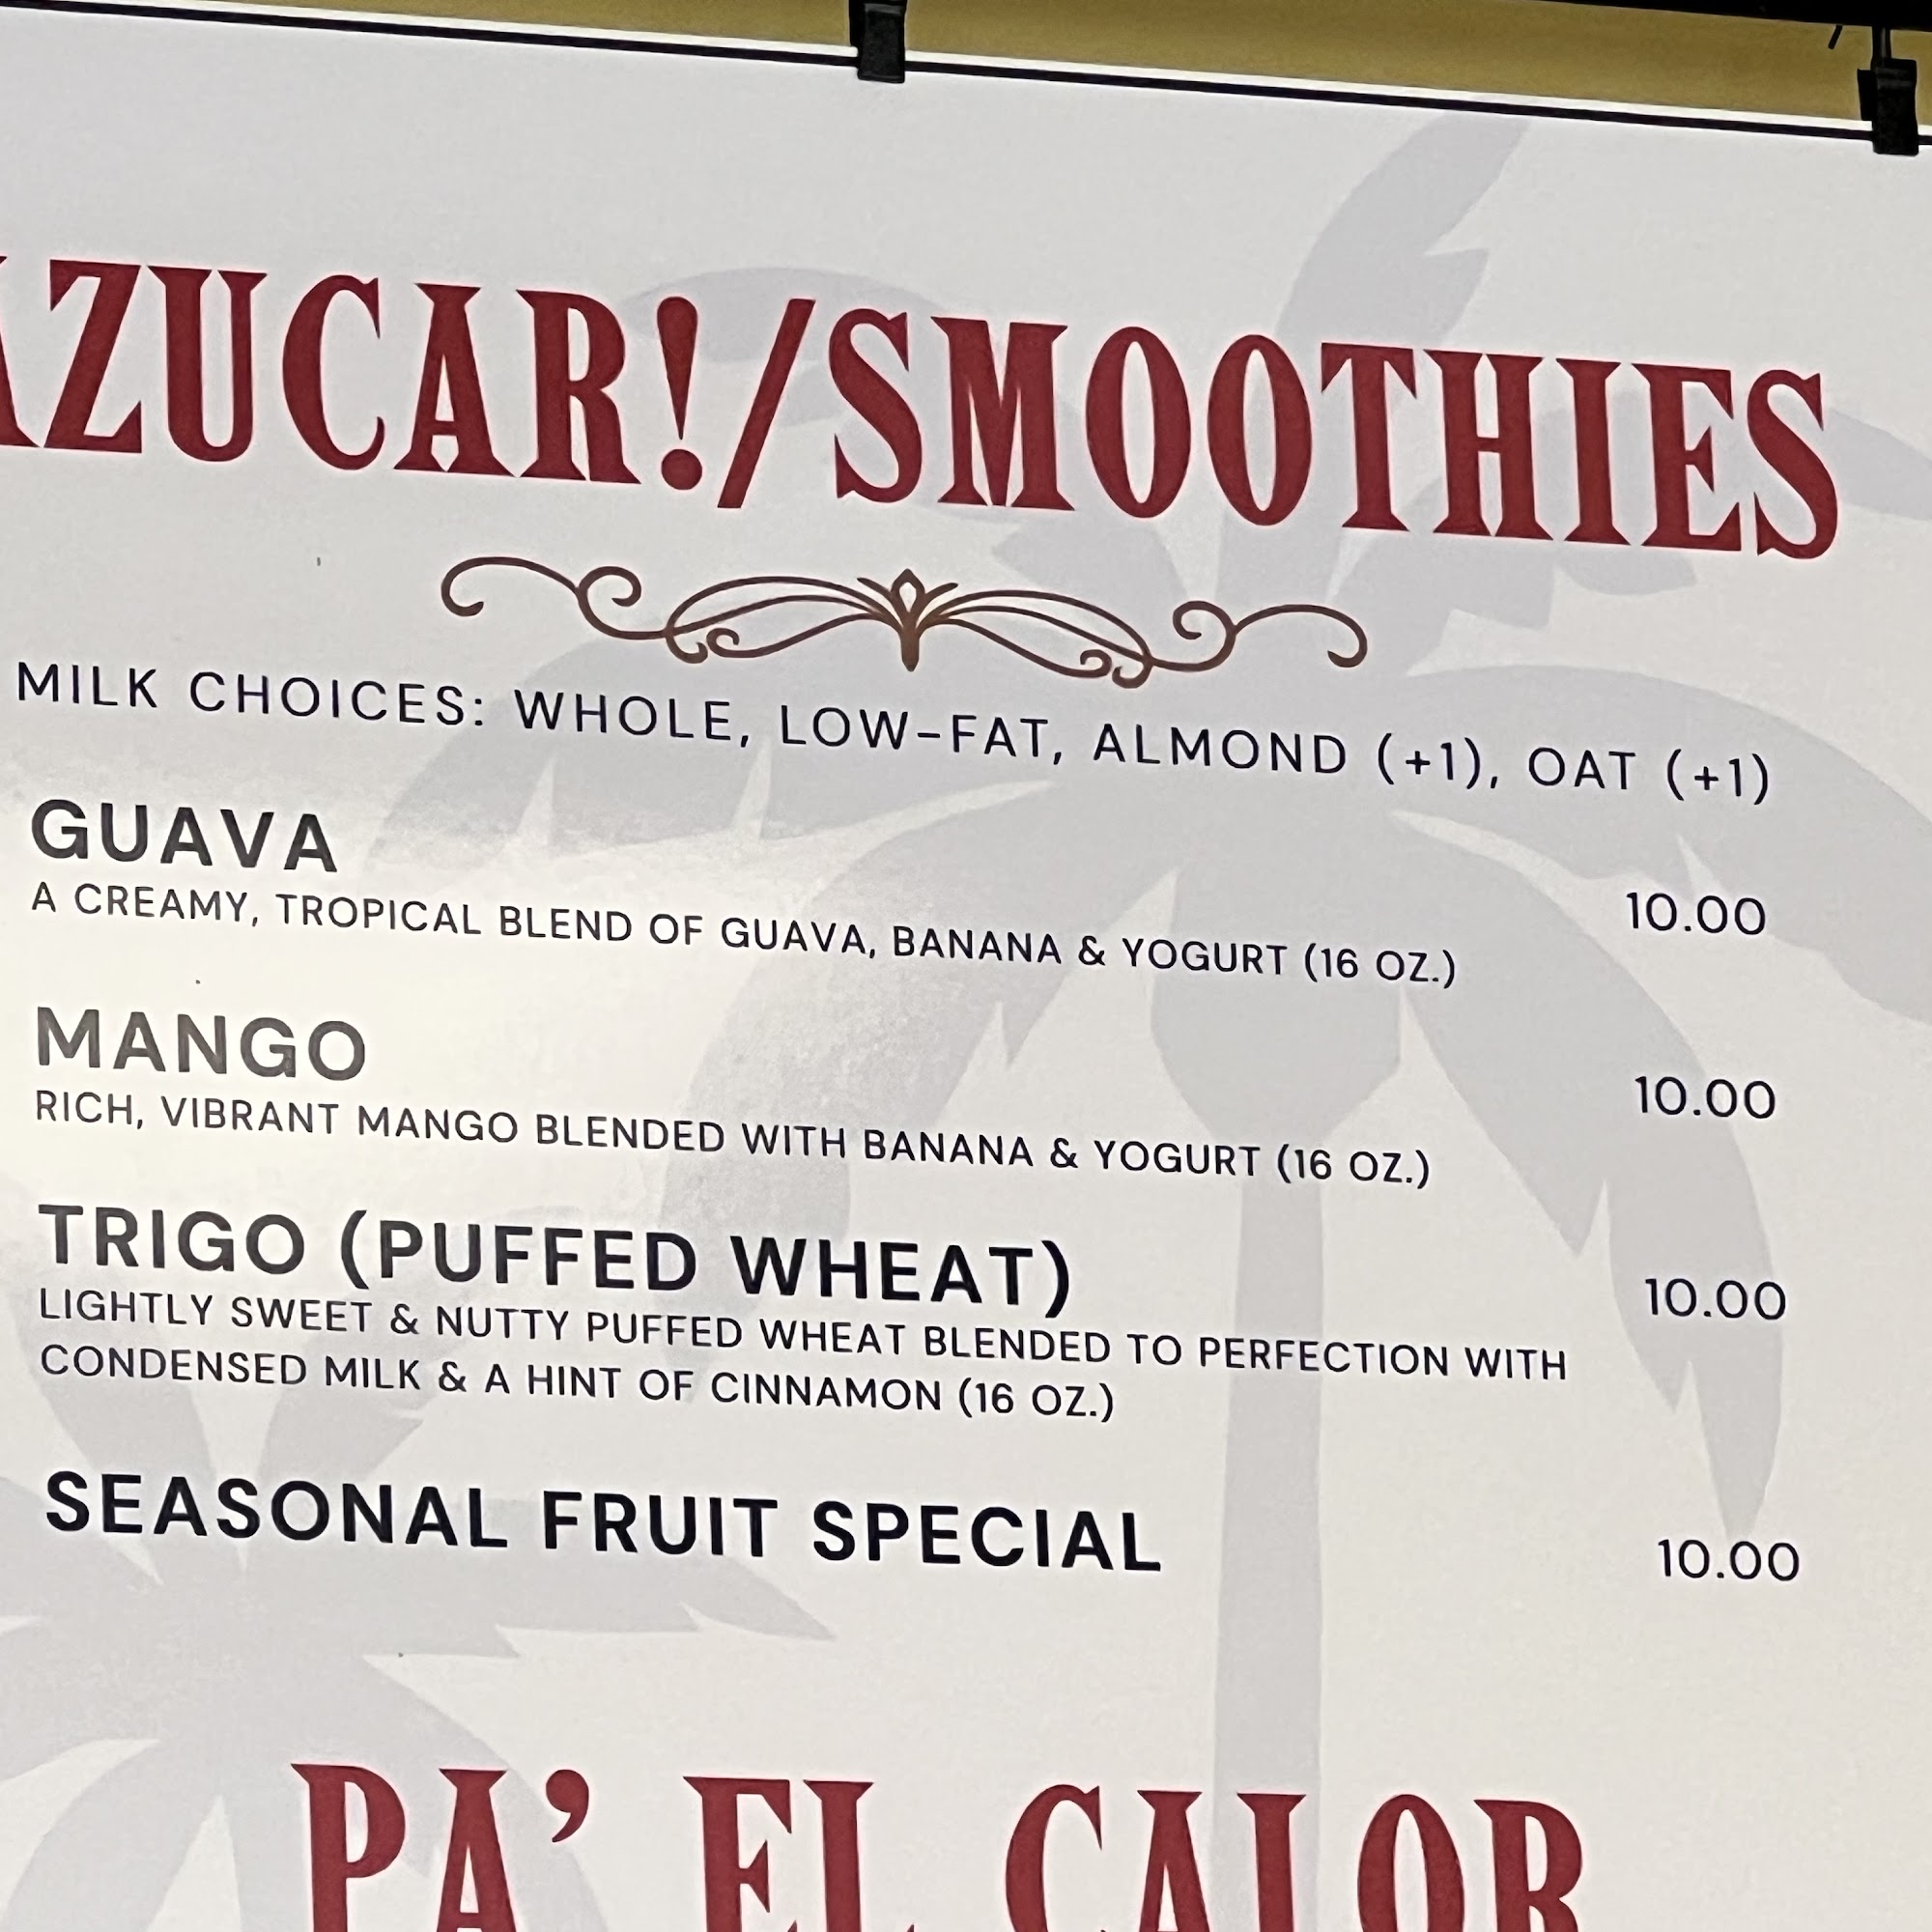 AZUCAR!/SMOOTHIES
MILK CHOICES: WHOLE, LOW-FAT, ALMOND (+1), OAT (+1)
GUAVA
10.00
A CREAMY, TROPICAL BLEND OF GUAVA, BANANA & YOGURT (16 OZ.)
MANGO
10.00
RICH, VIBRANT MANGO BLENDED WITH BANANA & YOGURT (16 OZ.)
TRIGO (PUFFED WHEAT)
10.00
LIGHTLY SWEET & NUTTY PUFFED WHEAT BLENDED TO PERFECTION WITH
CONDENSED MILK & A HINT OF CINNAMON (16 OZ.)
SEASONAL FRUIT SPECIAL
10.00
PA' EL CALOR